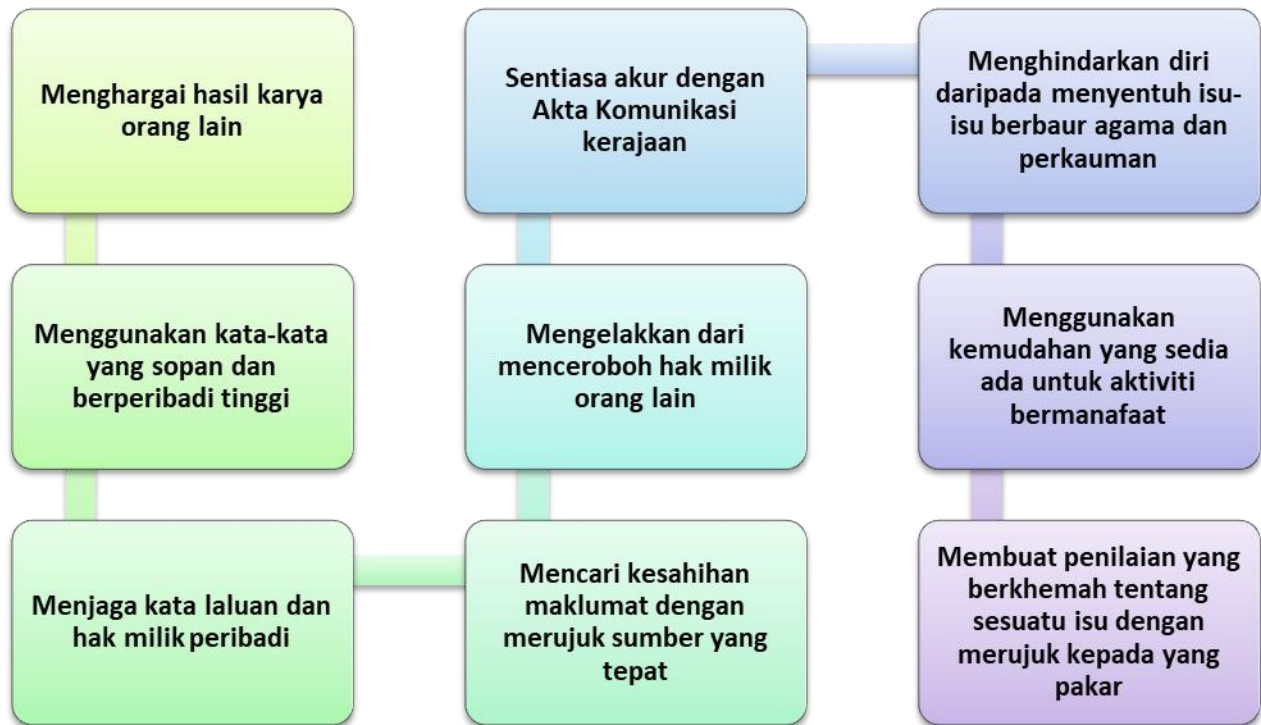 Menghargai hasil karya
orang lain
Menggunakan kata-kata
yang sopan dan
berperibadi tinggi
Menjaga kata laluan dan
hak milik peribadi
Mencari kesahihan
maklumat dengan
merujuk sumber yang
tepat
Mengelakkan dari
menceroboh hak milik
orang lain
Sentiasa akur dengan
Akta Komunikasi
kerajaan
Menghindarkan diri
daripada menyentuh isu-
isu berbaur agama dan
perkauman
Menggunakan
kemudahan yang sedia
ada untuk aktiviti
bermanafaat
Membuat penilaian yang
berkhemah tentang
sesuatu isu dengan
merujuk kepada yang
pakar